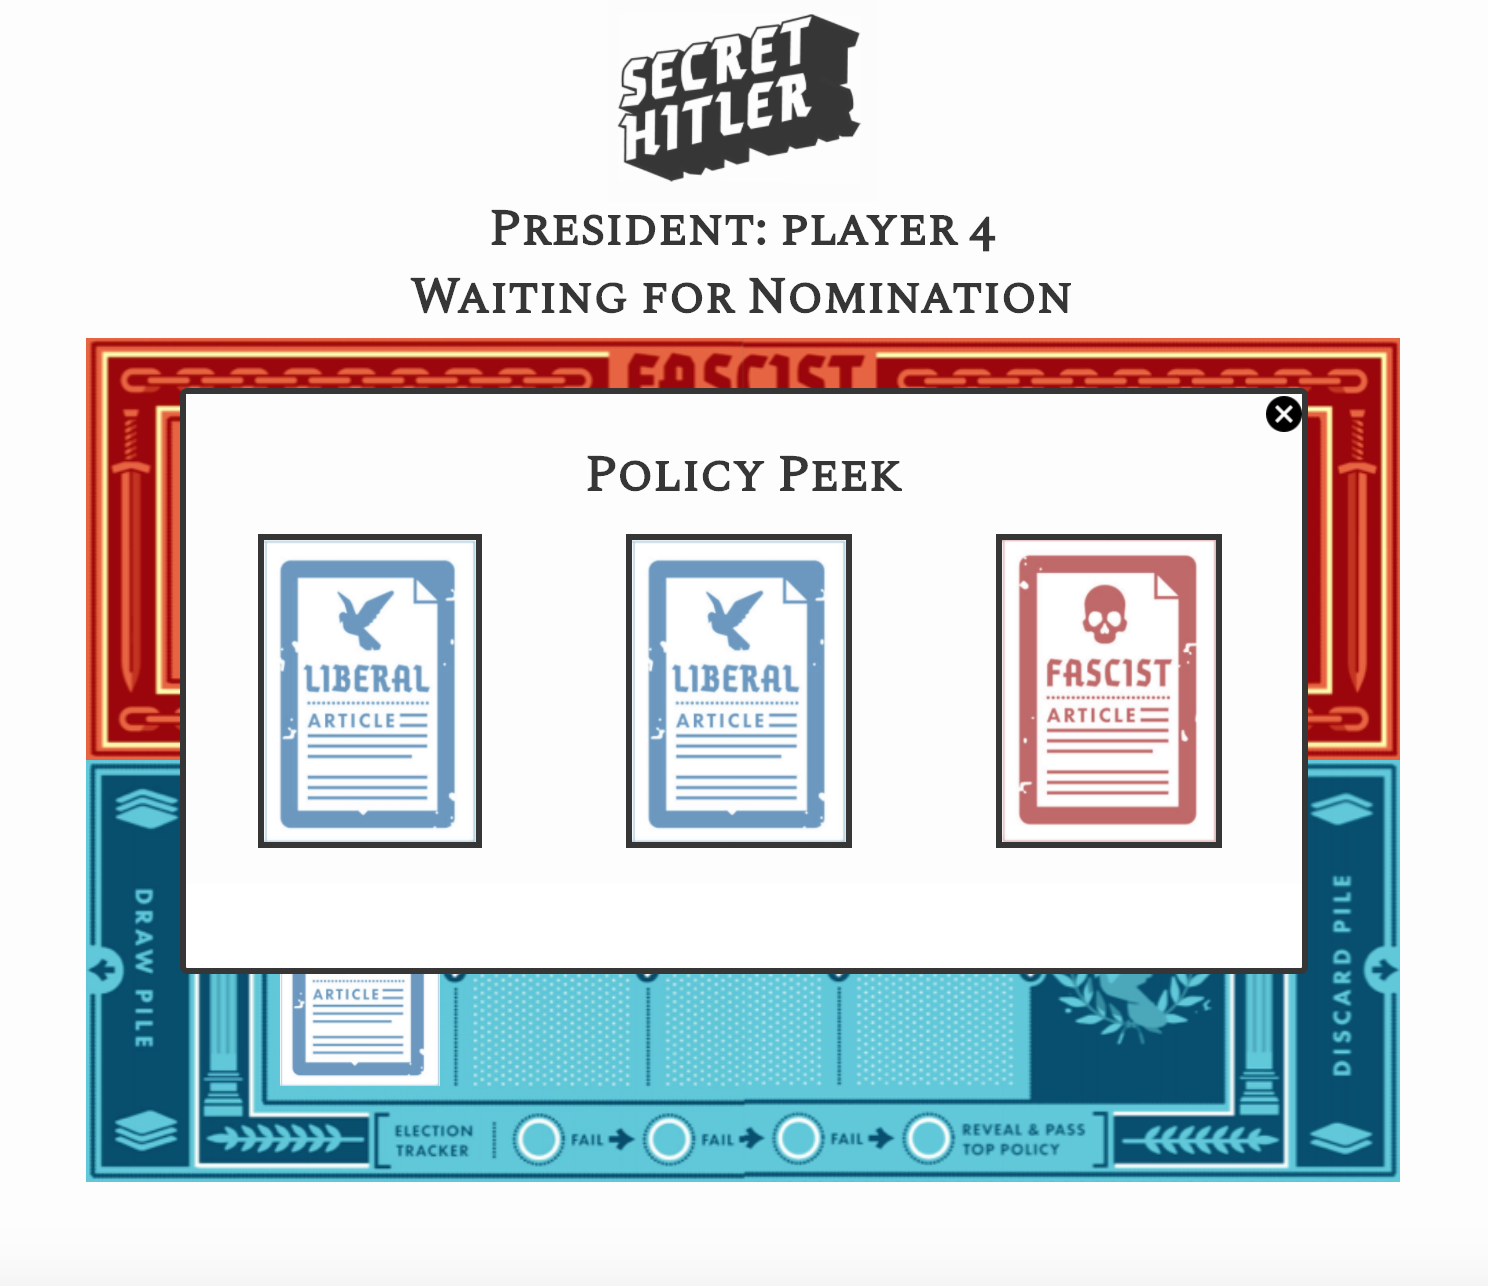 SECRET
HITLER
President: player 4
Waiting for Nomination
FASCIST
Policy Peek
LIBERAL
ARTICLE
LIBERAL
ARTICLE
FASCIST
ARTICLE
DRAW PILE
DISCARD PILE
ARTICLE
ELECTION
TRACKER
FAIL
FAIL
FAIL
REVEAL & PASS
TOP POLICY